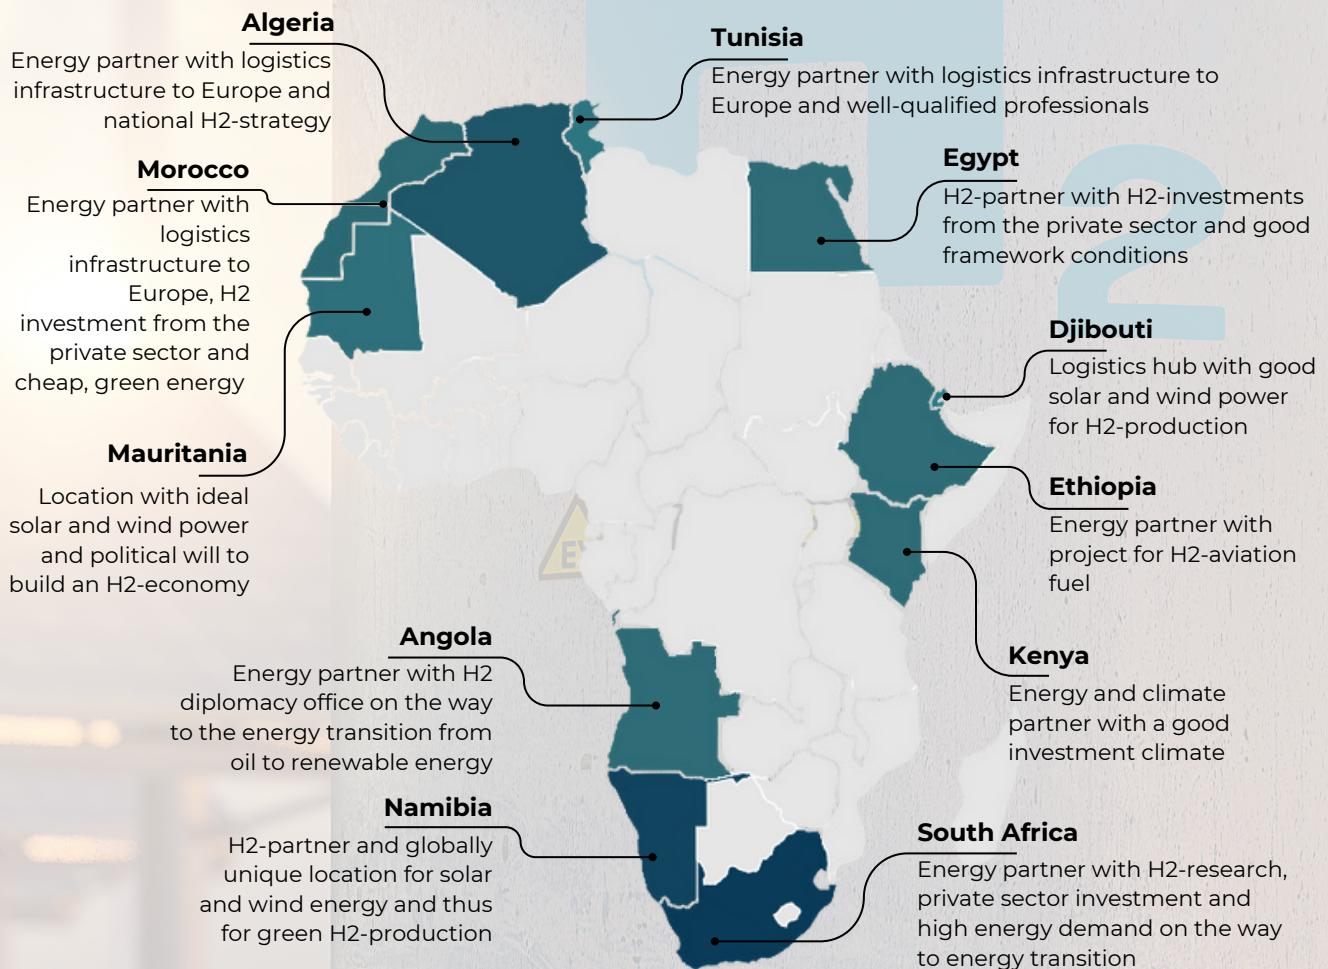 Algeria
Energy partner with logistics
infrastructure to Europe and
national H2-strategy
Tunisia
Energy partner with logistics infrastructure to
Europe and well-qualified professionals
Morocco
Energy partner with
logistics
infrastructure to
Europe, H2
investment from the
private sector and
cheap, green energy
Egypt
H2-partner with H2-investments
from the private sector and good
framework conditions
Mauritania
Location with ideal
solar and wind power
and political will to
build an H2-economy
Djibouti
Logistics hub with good
solar and wind power
for H2-production
Ethiopia
Energy partner with
project for H2-aviation
fuel
Angola
Energy partner with H2
diplomacy office on the way
to the energy transition from
oil to renewable energy
Kenya
Energy and climate
partner with a good
investment climate
Namibia
H2-partner and globally
unique location for solar
and wind energy and thus
for green H2-production
South Africa
Energy partner with H2-research,
private sector investment and
high energy demand on the way
to energy transition
2